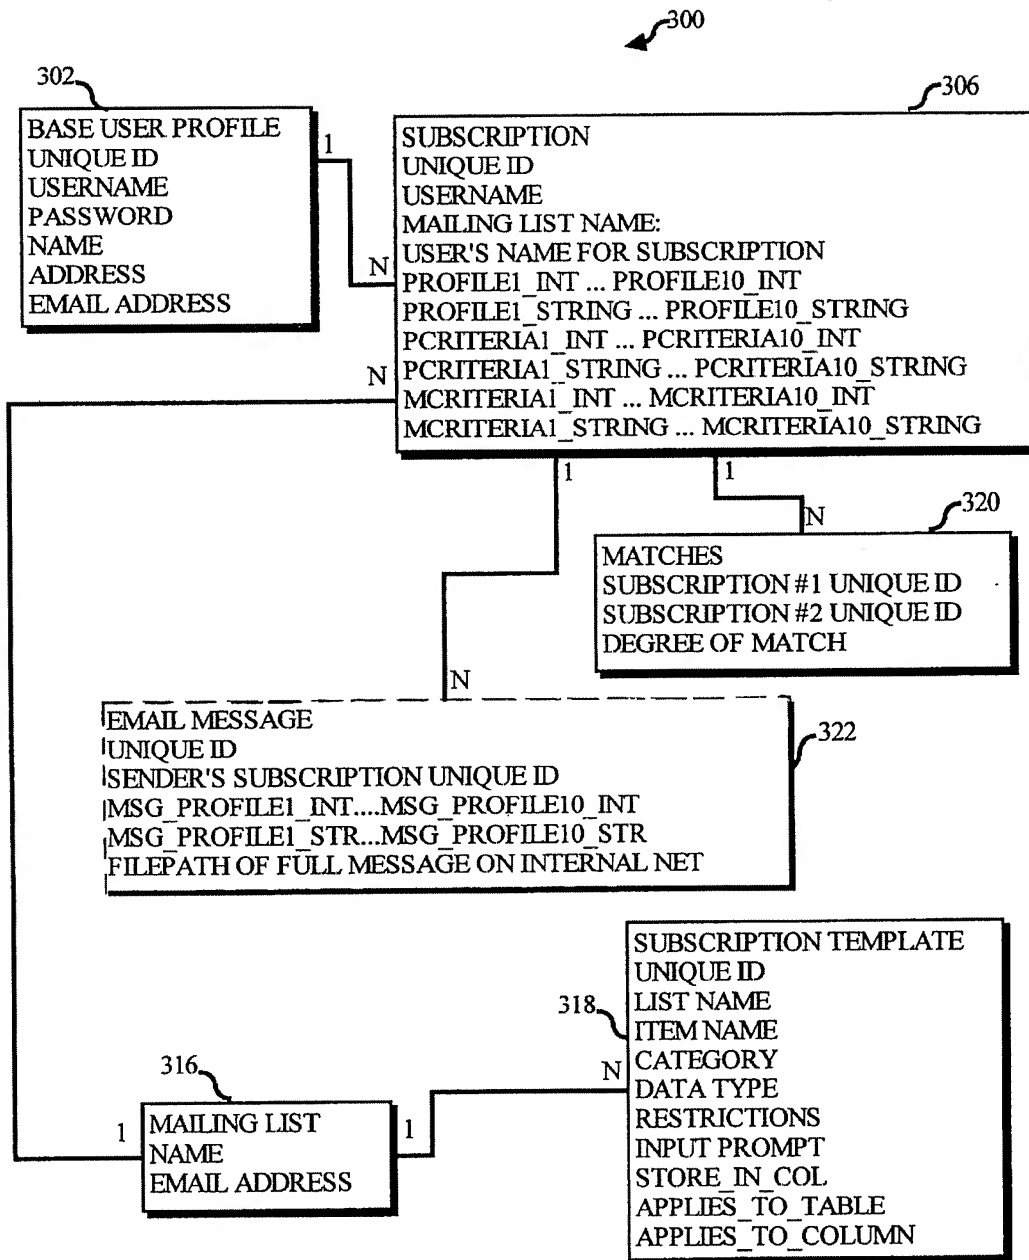 300
302
306
BASE USER PROFILE
UNIQUE ID
USERNAME
PASSWORD
NAME
ADDRESS
EMAIL ADDRESS
1
N
SUBSCRIPTION
UNIQUE ID
USERNAME
MAILING LIST NAME:
USER'S NAME FOR SUBSCRIPTION
PROFILE1_INT ... PROFILE10_INT
PROFILE1_STRING ... PROFILE10_STRING
PCRITERIA1_INT ... PCRITERIA10_INT
PCRITERIA1_STRING ... PCRITERIA10_STRING
MCRITERIA1_INT ... MCRITERIA10_INT
MCRITERIA1_STRING ... MCRITERIA10_STRING
N
1
1
N
320
MATCHES
SUBSCRIPTION #1 UNIQUE ID
SUBSCRIPTION #2 UNIQUE ID
DEGREE OF MATCH
N
322
EMAIL MESSAGE
UNIQUE ID
SENDER'S SUBSCRIPTION UNIQUE ID
MSG_PROFILE1_INT....MSG_PROFILE10_INT
MSG_PROFILE1_STR...MSG_PROFILE10_STR
FILEPATH OF FULL MESSAGE ON INTERNAL NET
318
SUBSCRIPTION TEMPLATE
UNIQUE ID
LIST NAME
ITEM NAME
CATEGORY
DATA TYPE
RESTRICTIONS
INPUT PROMPT
STORE_IN_COL
APPLIES_TO_TABLE
APPLIES_TO_COLUMN
N
316
1
MAILING LIST
NAME
EMAIL ADDRESS
1